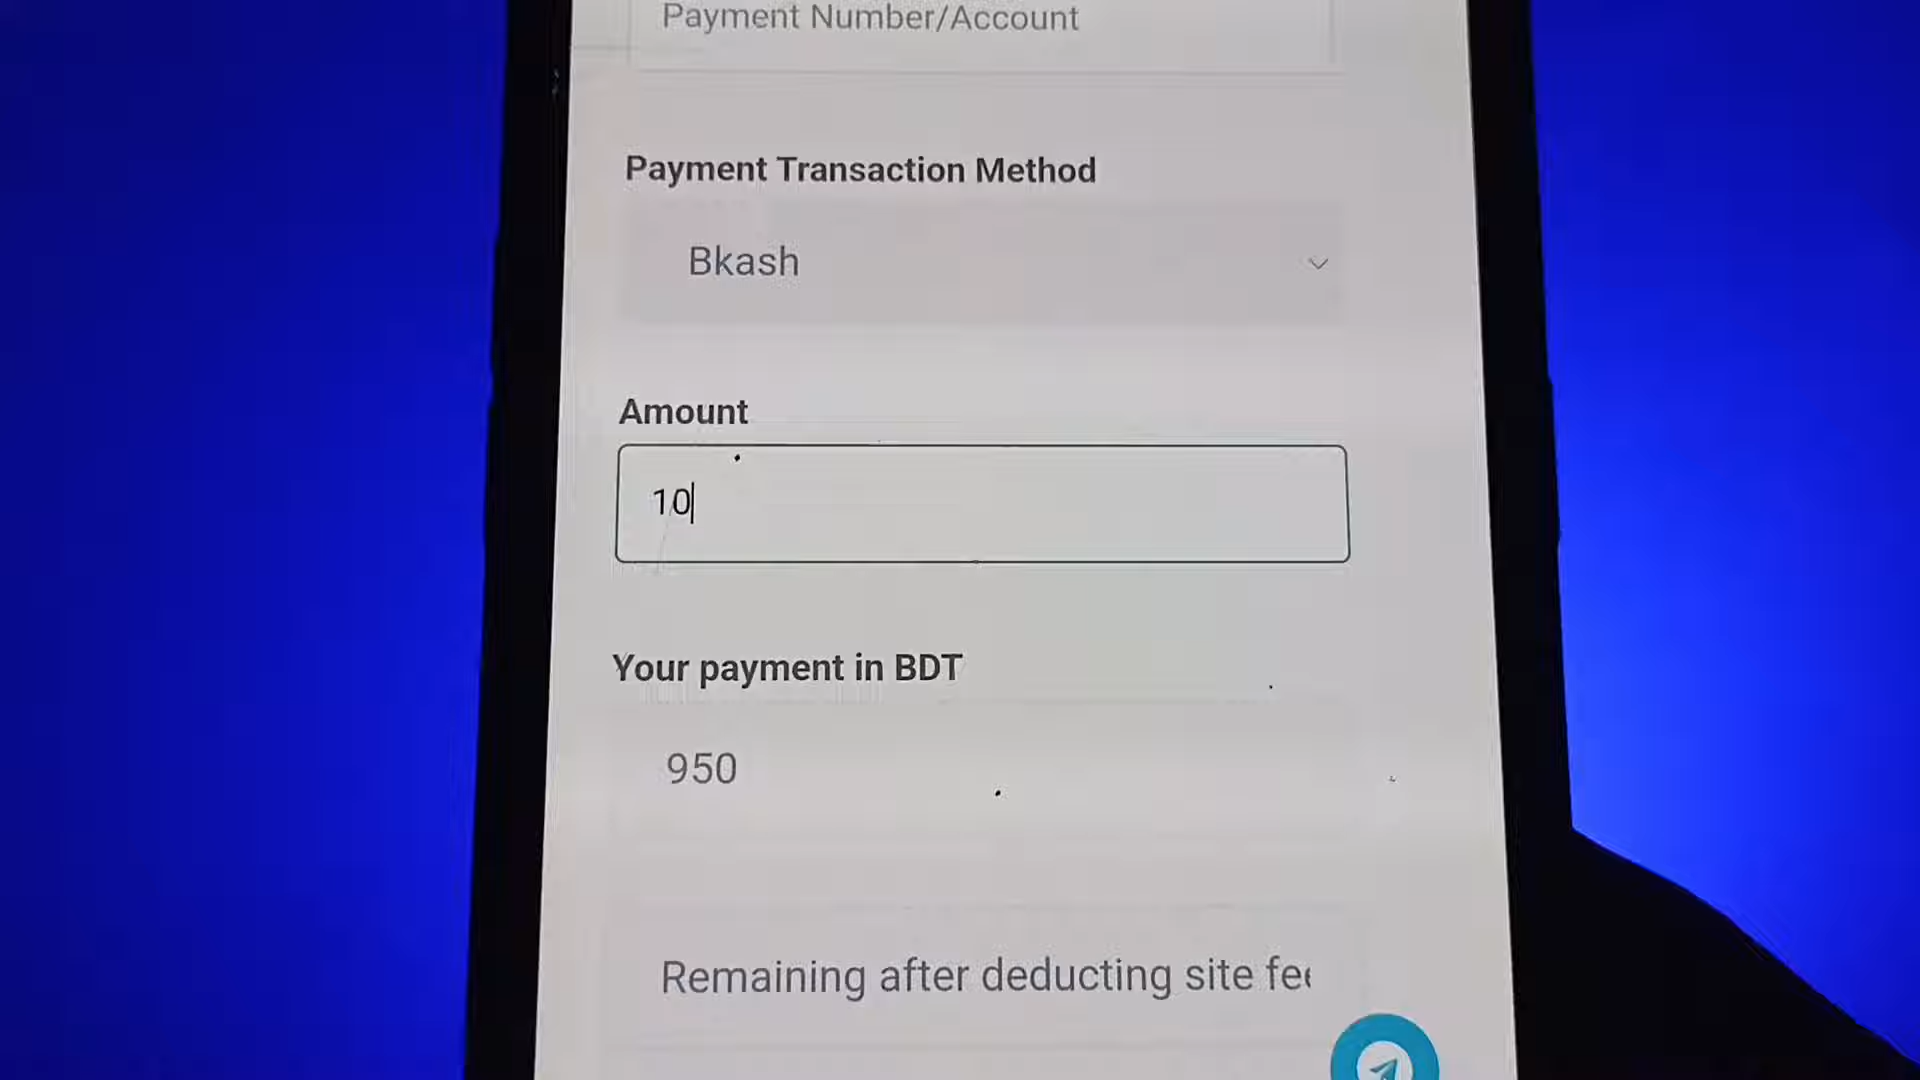 Payment Number/Account
Payment Transaction Method
Bkash
Amount
10
Your payment in BDT
950
Remaining after deducting site fe